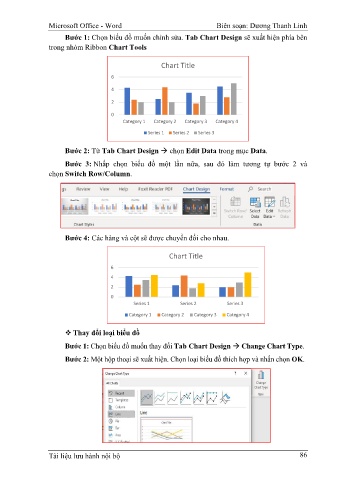 Microsoft Office - Word Biên soạn: Dương Thanh Linh
Bước 1: Chọn biểu đồ muốn chỉnh sửa. Tab Chart Design sẽ xuất hiện phía bên
trong nhóm Ribbon Chart Tools
Chart Title
6
4
2
0
Category 1 Category 2 Category 3 Category 4
Series 1 Series 2 Series 3
Bước 2: Từ Tab Chart Design → chọn Edit Data trong mục Data.
Bước 3: Nhấp chọn biểu đồ một lần nữa, sau đó làm tương tự bước 2 và
chọn Switch Row/Column.
Review View Help Excel Reader PDF Chart Design Format Search
Switch Row/ Select Edit Refresh
Column Data Data Data
Chart Styles Data
Bước 4: Các hàng và cột sẽ được chuyển đổi cho nhau.
Chart Title
6
4
2
0
Series 1 Series 2 Series 3
Category 1 Category 2 Category 3 Category 4
❖ Thay đổi loại biểu đồ
Bước 1: Chọn biểu đồ muốn thay đổi Tab Chart Design → Change Chart Type.
Bước 2: Một hộp thoại sẽ xuất hiện. Chọn loại biểu đồ thích hợp và nhấn chọn OK.
Change Chart Type ? ×
All Charts
Change
Chart Type
Recent
Templates
Column
Line
Line
Pie
Bar
Area
Tài liệu lưu hành nội bộ 86